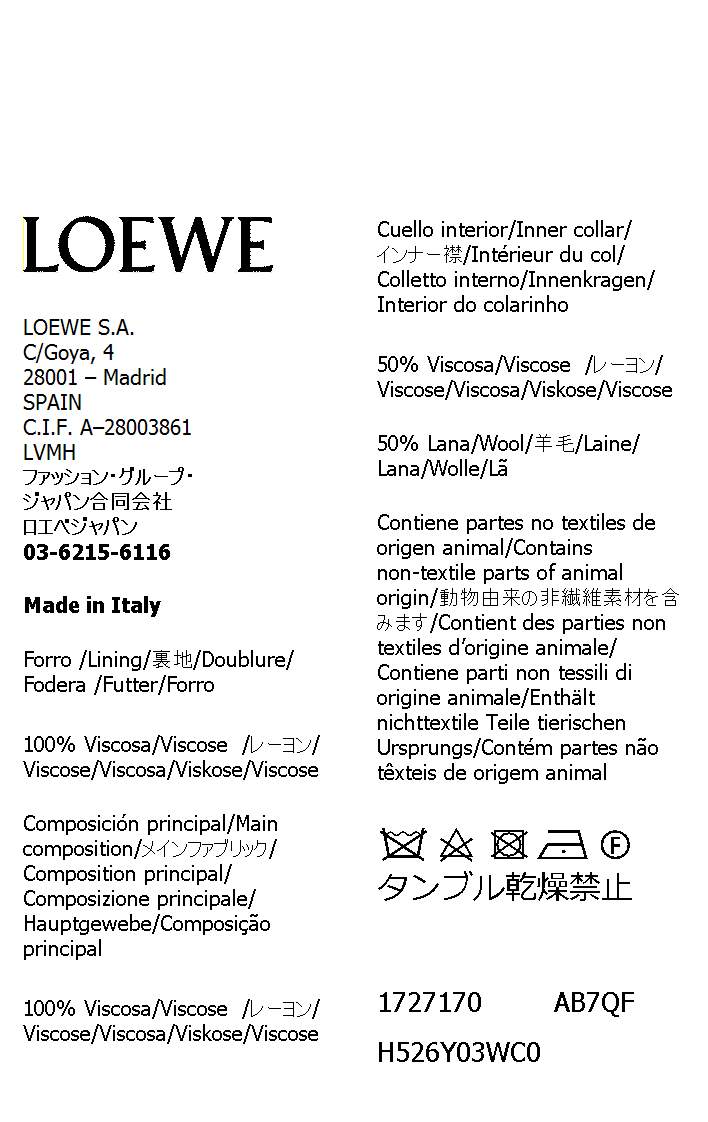 LOEWE
LOEWE S.A.
C/Goya, 4
28001 – Madrid
SPAIN
C.I.F. A–28003861
LVMH
ファッション・グループ・
ジャパン合同会社
ロエベジャパン
03-6215-6116
Made in Italy
Forro /Lining/裏地/Doublure/
Fodera /Futter/Forro
100% Viscosa/Viscose /レーヨン/
Viscose/Viscosa/Viskose/Viscose
Composición principal/Main
composition/メインファブリック/
Composition principal/
Composizione principale/
Hauptgewebe/Composição
principal
100% Viscosa/Viscose /レーヨン/
Viscose/Viscosa/Viskose/Viscose
Cuello interior/Inner collar/
インナー襟/Intérieur du col/
Colletto interno/Innenkragen/
Interior do colarinho
50% Viscosa/Viscose /レーヨン/
Viscose/Viscosa/Viskose/Viscose
50% Lana/Wool/羊毛/Laine/
Lana/Wolle/Lã
Contiene partes no textiles de
origen animal/Contains
non-textile parts of animal
origin/動物由来の非繊維素材を含
みます/Contient des parties non
textiles d’origine animale/
Contiene parti non tessili di
origine animale/Enthält
nichttextile Teile tierischen
Ursprungs/Contém partes não
têxteis de origem animal
F
タンブル乾燥禁止
1727170 AB7QF
H526Y03WC0